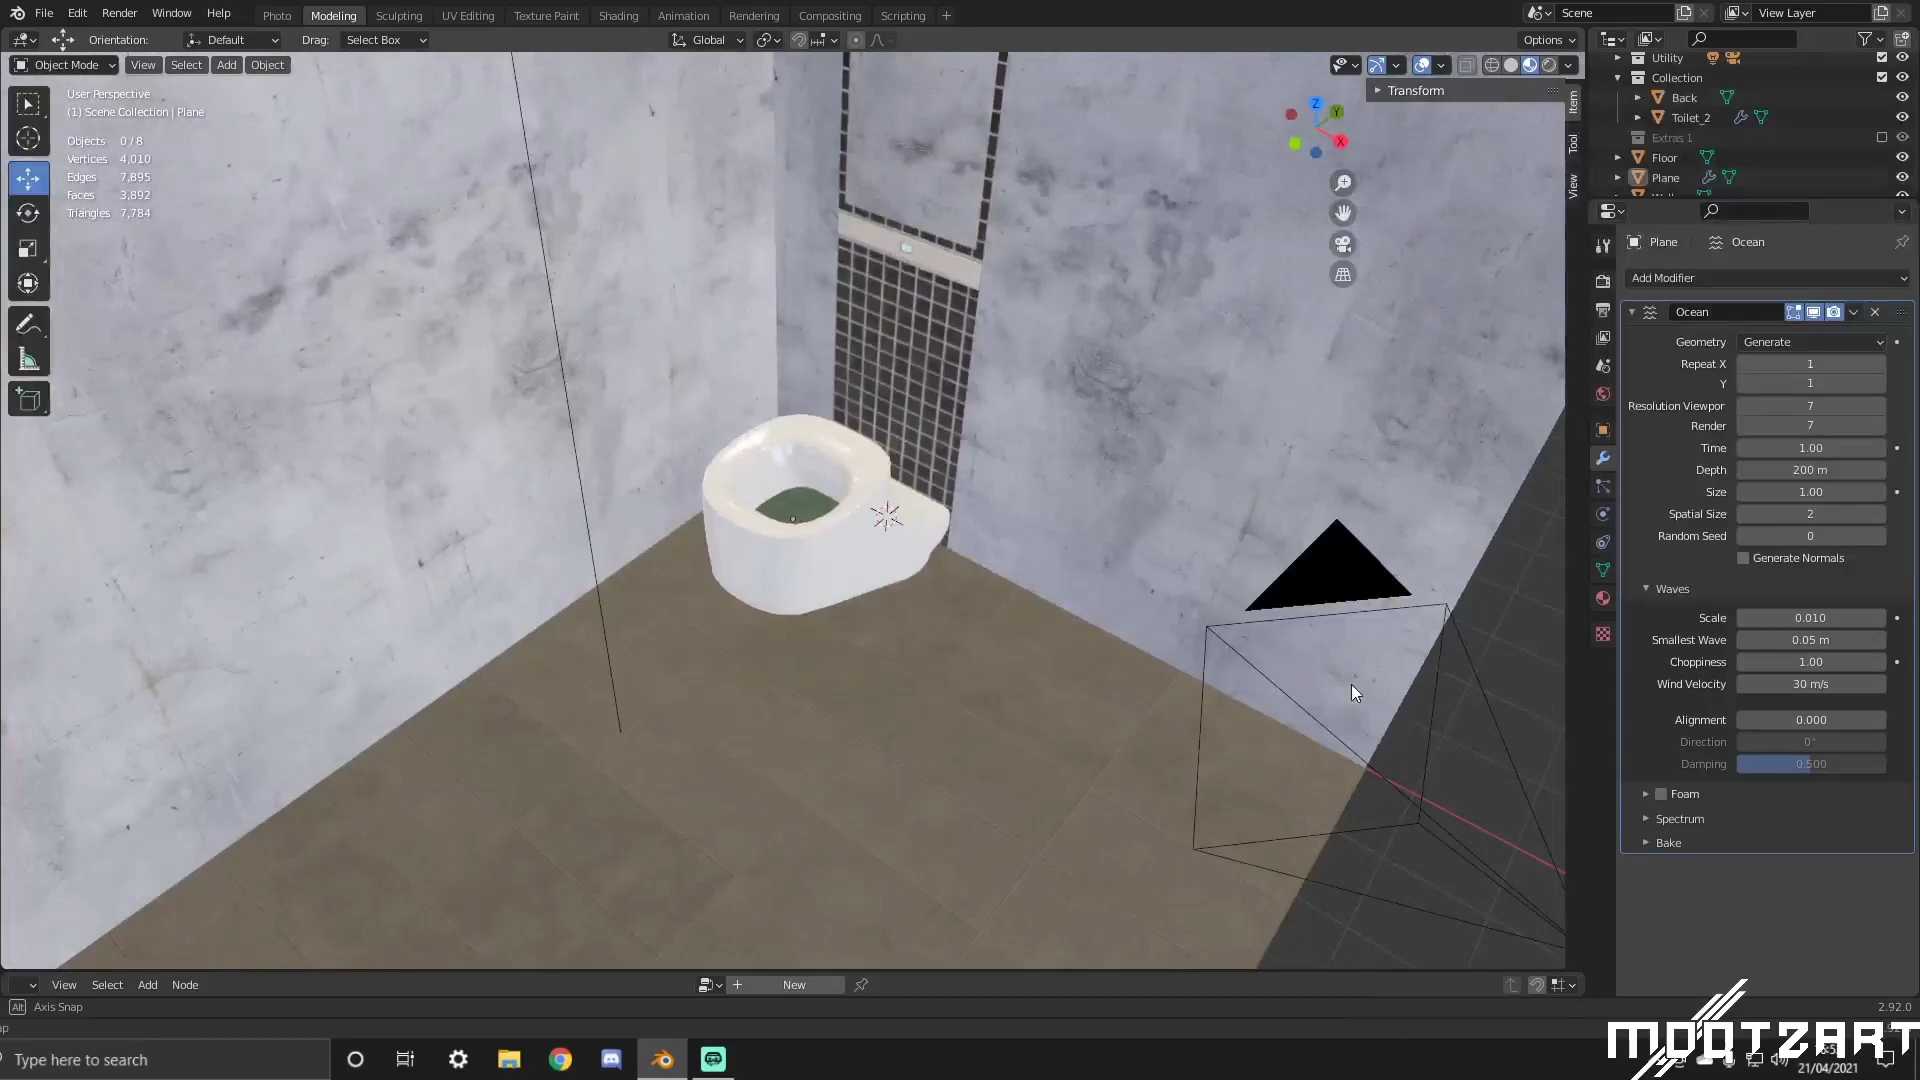 File Edit Render Window Help Photo Modeling Sculpting UV Editing Texture Paint Shading Animation Rendering Compositing Scripting + Scene View Layer
Orientation: Default Drag: Select Box Global Options
Object Mode View Select Add Object
User Perspective
(1) Scene Collection | Plane
Objects 0 / 8
Vertices 4,010
Edges 7,895
Faces 3,892
Triangles 7,784
Transform
Item
Tool
View
Z
Y
X
Utility
Collection
Back
Toilet_2
Extras 1
Floor
Plane
Plane Ocean
Add Modifier
Ocean
Geometry Generate
Repeat X 1
Y 1
Resolution Viewpor 7
Render 7
Time 1.00
Depth 200 m
Size 1.00
Spatial Size 2
Random Seed 0
Generate Normals
Waves
Scale 0.010
Smallest Wave 0.05 m
Choppiness 1.00
Wind Velocity 30 m/s
Alignment 0.000
Direction 0°
Damping 0.500
Foam
Spectrum
Bake
View Select Add Node New
Alt Axis Snap 2.92.0
Type here to search
MOOTZART
21/04/2021